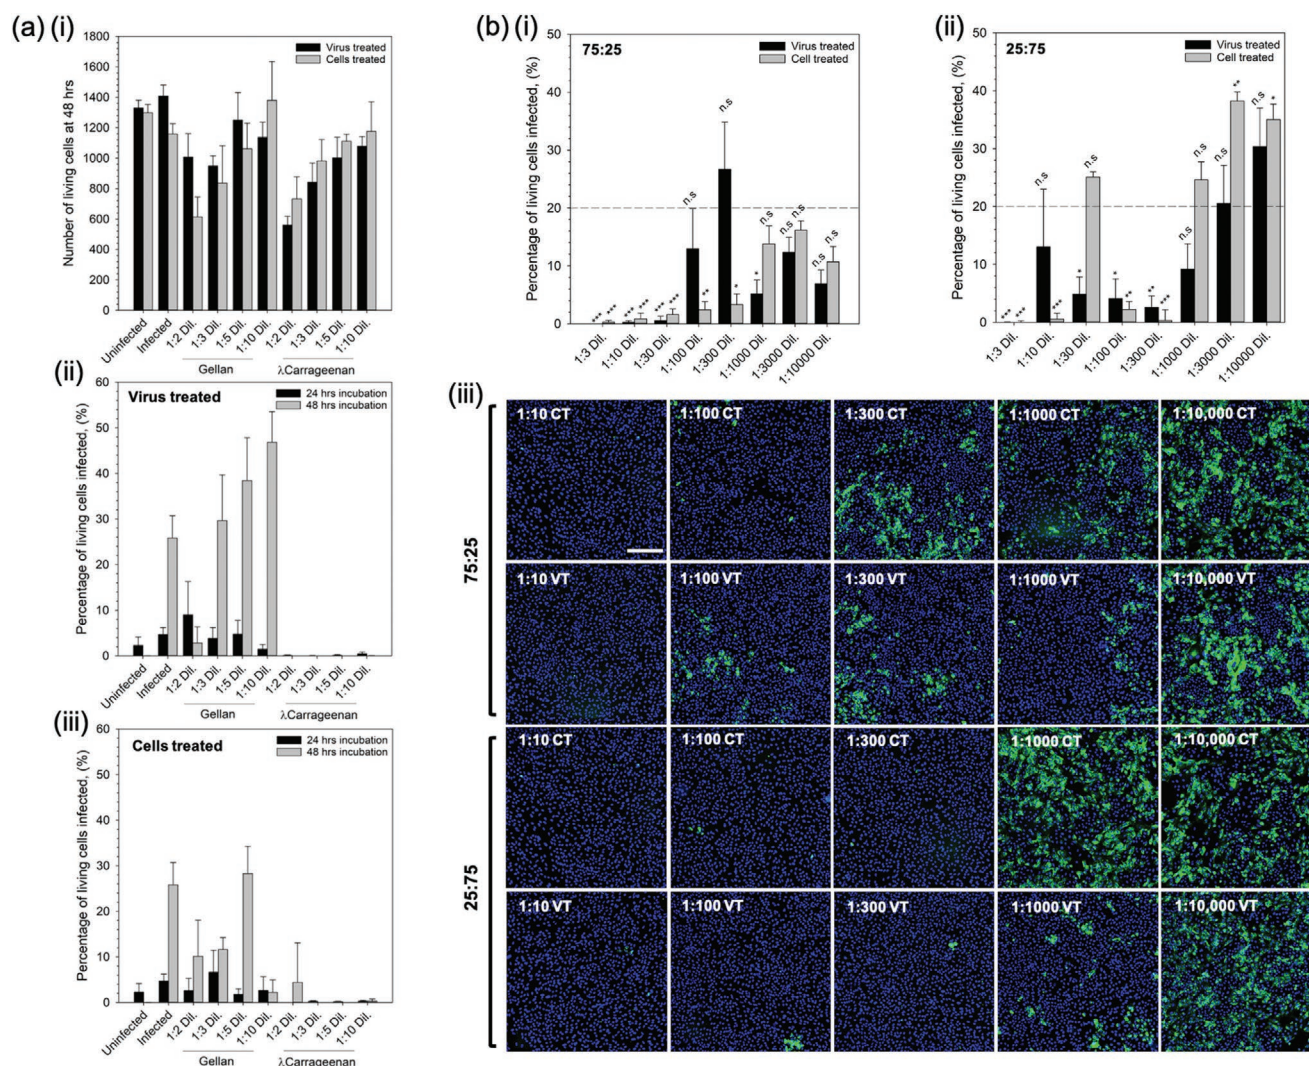 (a) (i)
1800
1600
1400
1200
1000
800
600
400
200
0
Number of living cells at 48 hrs
Virus treated
Cells treated
Uninfected
Infected
1:2 Dil.
1:3 Dil.
1:5 Dil.
1:10 Dil.
1:2 Dil.
1:3 Dil.
1:5 Dil.
1:10 Dil.
Gellan
λCarrageenan
(ii)
60
50
40
30
20
10
0
Percentage of living cells infected, (%)
Virus treated
24 hrs incubation
48 hrs incubation
Uninfected
Infected
1:2 Dil.
1:3 Dil.
1:5 Dil.
1:10 Dil.
1:2 Dil.
1:3 Dil.
1:5 Dil.
1:10 Dil.
Gellan
λCarrageenan
(iii)
60
50
40
30
20
10
0
Percentage of living cells infected, (%)
Cells treated
24 hrs incubation
48 hrs incubation
Uninfected
Infected
1:2 Dil.
1:3 Dil.
1:5 Dil.
1:10 Dil.
1:2 Dil.
1:3 Dil.
1:5 Dil.
1:10 Dil.
Gellan
λCarrageenan
(b) (i)
50
40
30
20
10
0
Percentage of living cells infected, (%)
75:25
Virus treated
Cell treated
***
***
***
***
***
n.s
**
n.s
*
*
n.s
n.s
n.s
n.s
n.s
1:3 Dil.
1:10 Dil.
1:30 Dil.
1:100 Dil.
1:300 Dil.
1:1000 Dil.
1:3000 Dil.
1:10000 Dil.
(ii)
50
40
30
20
10
0
Percentage of living cells infected, (%)
25:75
Virus treated
Cell treated
***
n.s
***
*
n.s
*
**
**
***
n.s
n.s
n.s
**
n.s
*
1:3 Dil.
1:10 Dil.
1:30 Dil.
1:100 Dil.
1:300 Dil.
1:1000 Dil.
1:3000 Dil.
1:10000 Dil.
(iii)
75:25
1:10 CT
1:100 CT
1:300 CT
1:1000 CT
1:10,000 CT
1:10 VT
1:100 VT
1:300 VT
1:1000 VT
1:10,000 VT
25:75
1:10 CT
1:100 CT
1:300 CT
1:1000 CT
1:10,000 CT
1:10 VT
1:100 VT
1:300 VT
1:1000 VT
1:10,000 VT